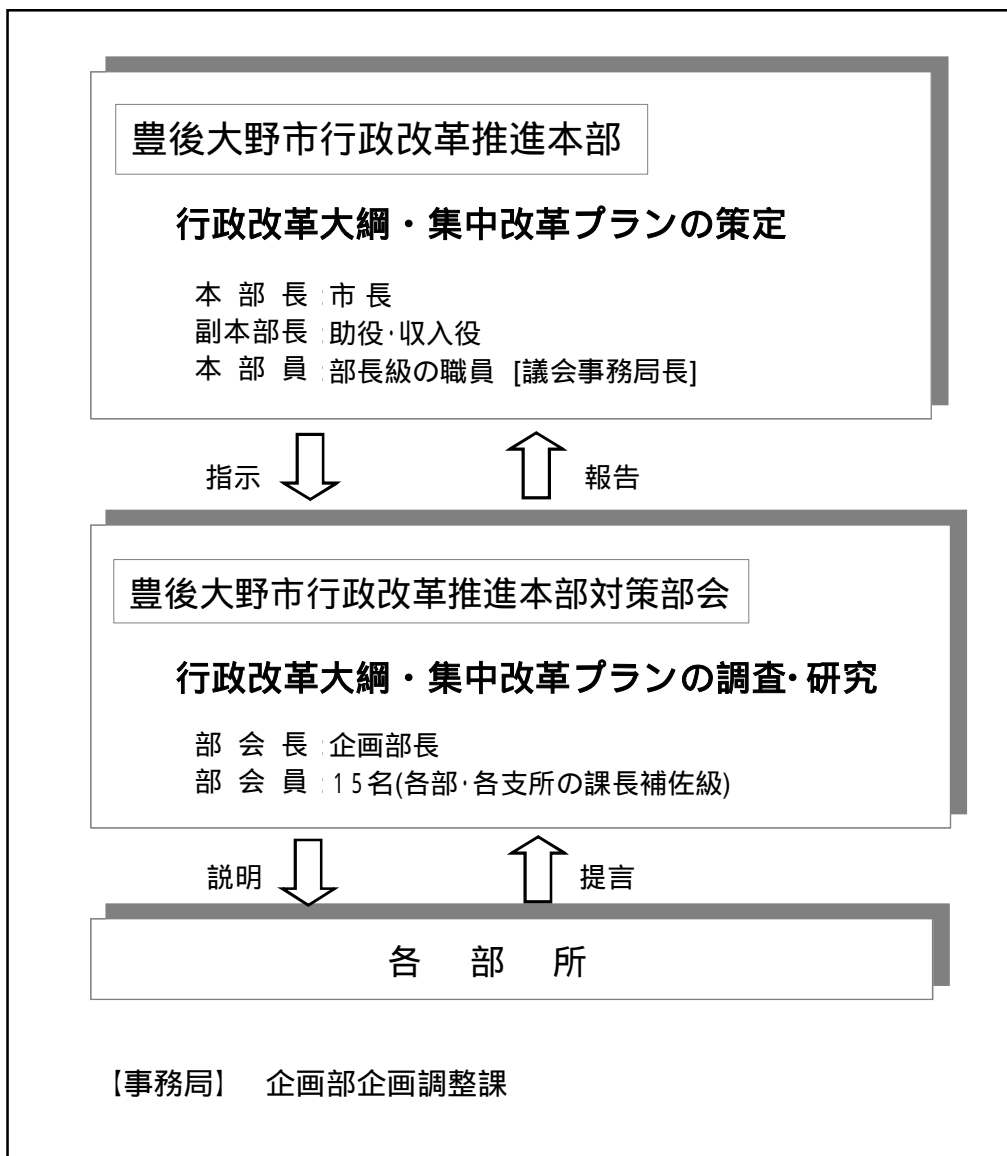 豊後大野市行政改革推進本部
行政改革大綱・集中改革プランの策定
本 部 長:市 長
副本部長:助役・収入役
本 部 員:部長級の職員 [議会事務局長]
指示 報告
豊後大野市行政改革推進本部対策部会
行政改革大綱・集中改革プランの調査・研究
部 会 長:企画部長
部 会 員:15名(各部・各支所の課長補佐級)
説明 提言
各 部 所
【事務局】 企画部企画調整課